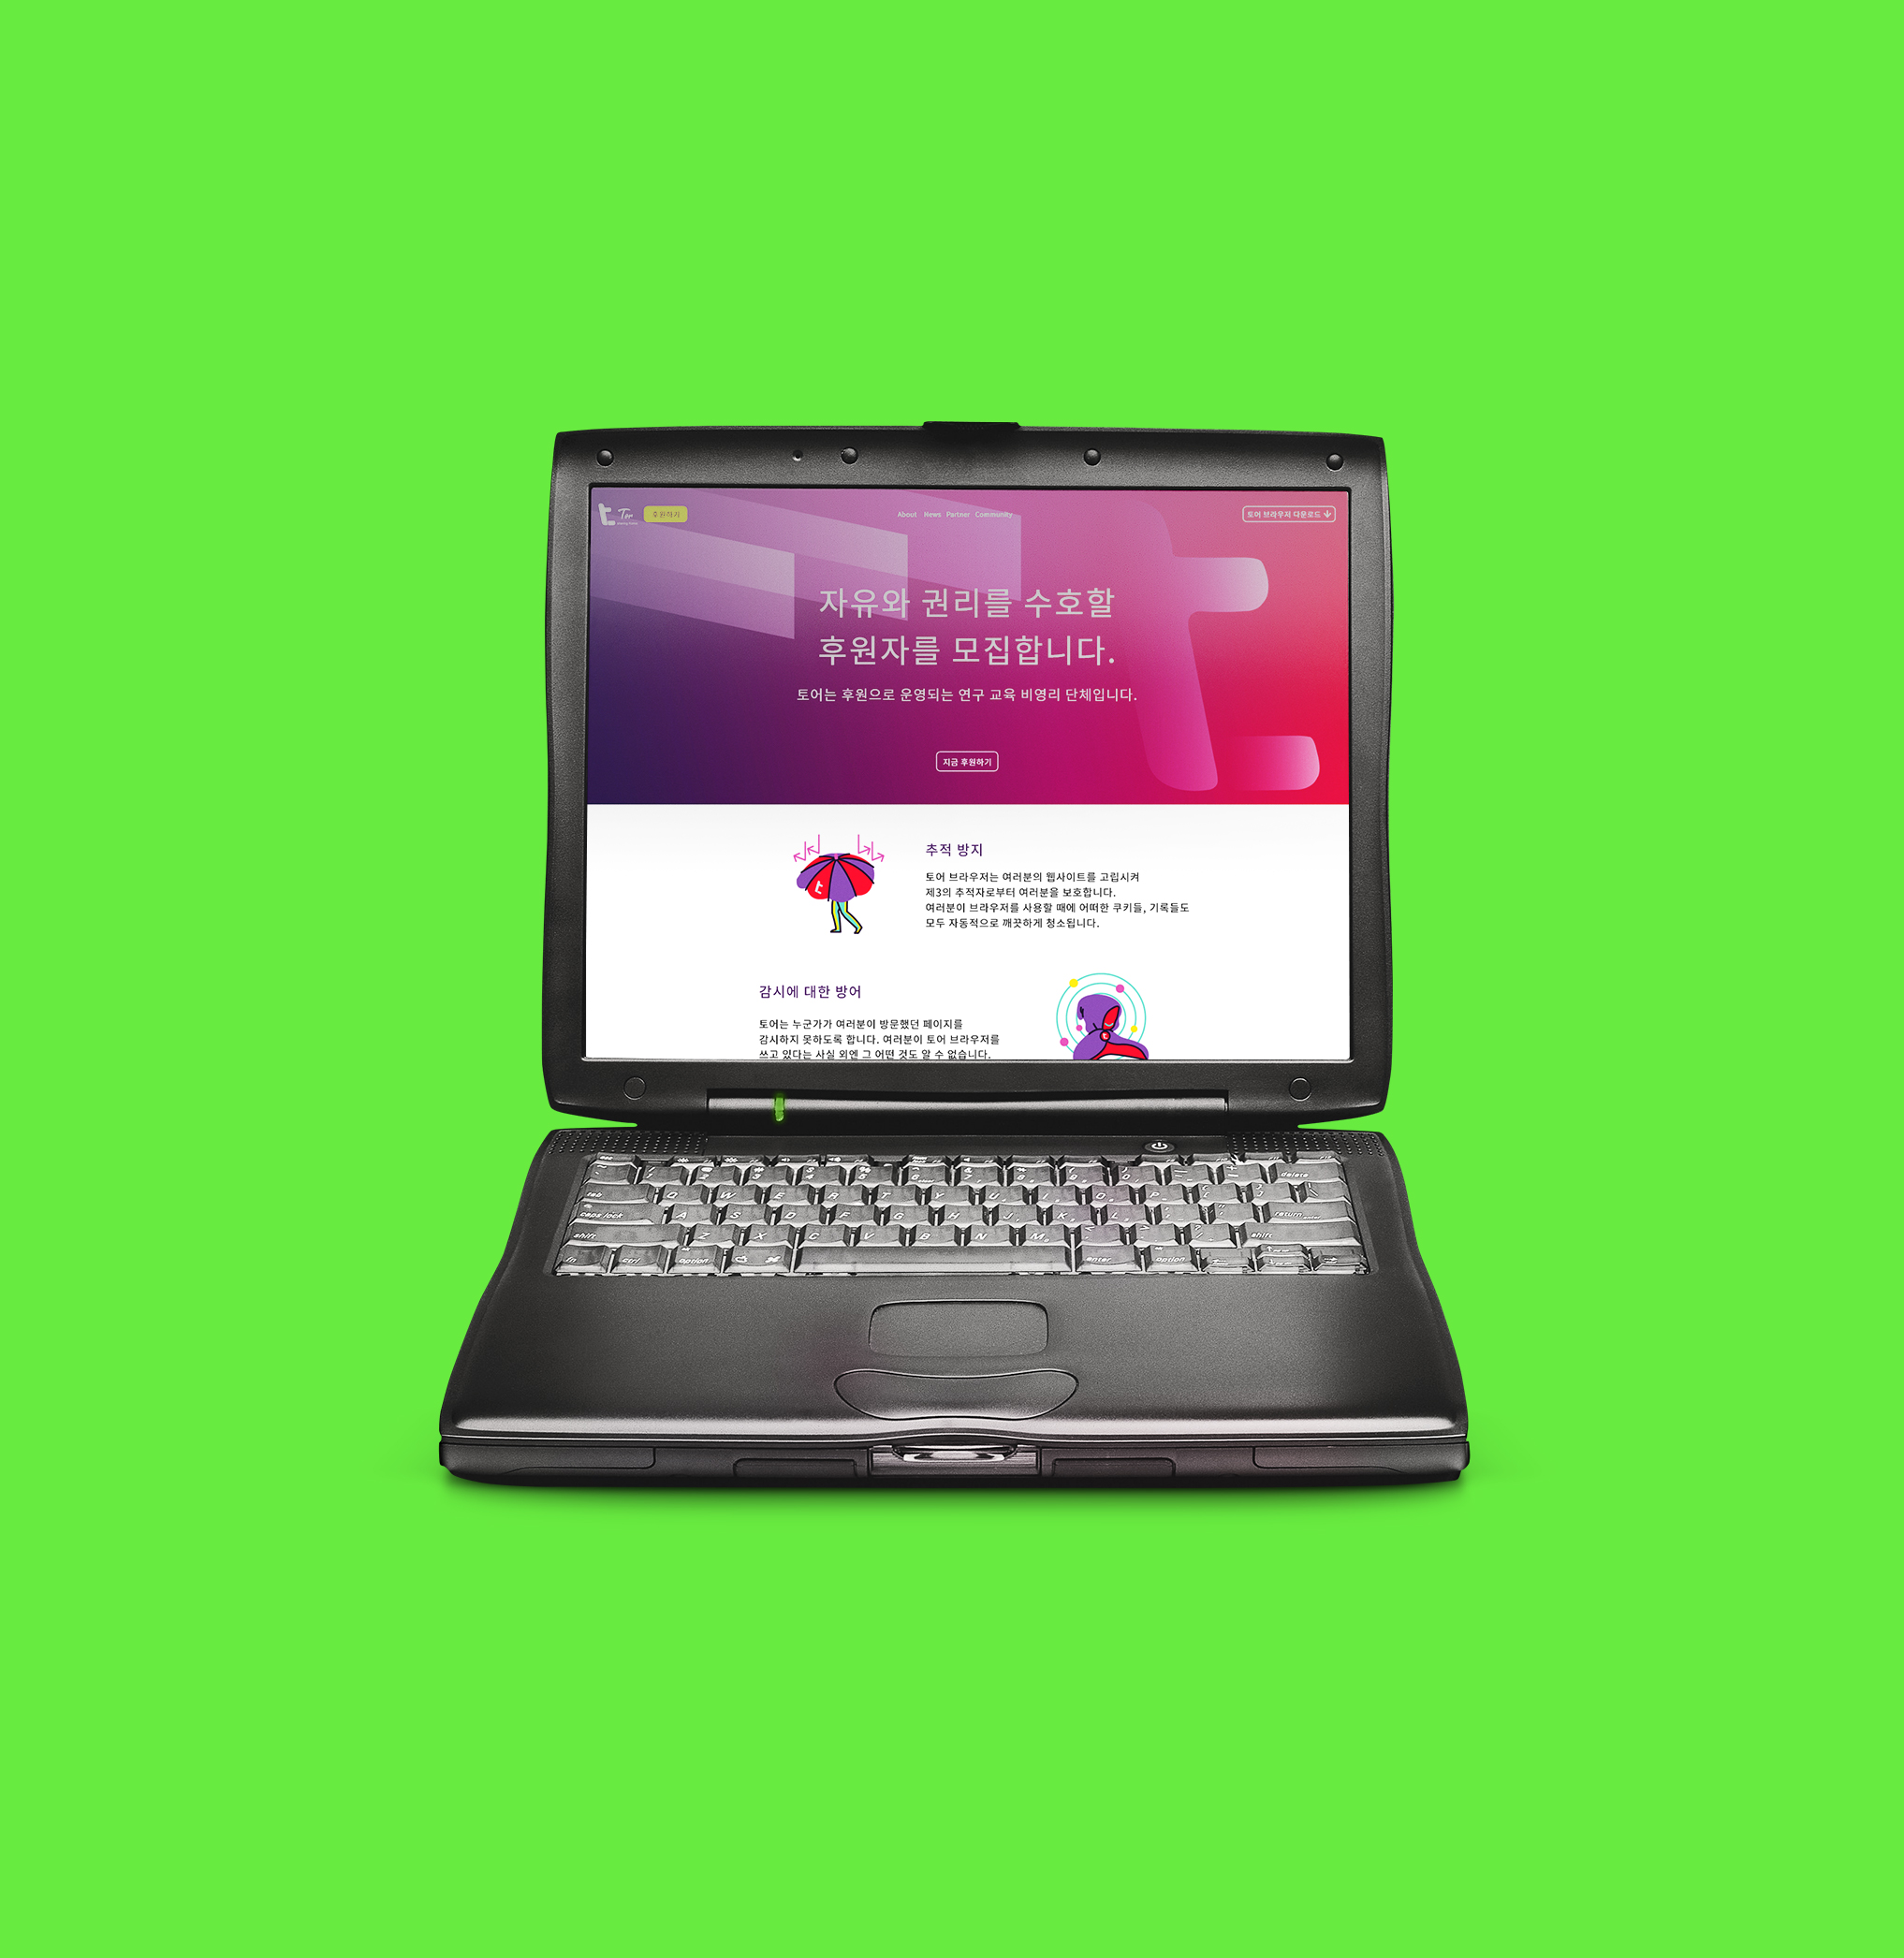 Tor
후원하기
About News Partner Community
토어 브라우저 다운로드
자유와 권리를 수호할
후원자를 모집합니다.
토어는 후원으로 운영되는 연구 교육 비영리 단체입니다.
지금 후원하기
추적 방지
토어 브라우저는 여러분의 웹사이트를 고립시켜
제3의 추적자로부터 여러분을 보호합니다.
여러분이 브라우저를 사용할 때에 어떠한 쿠키들, 기록들도
모두 자동적으로 깨끗하게 청소됩니다.
감시에 대한 방어
토어는 누군가가 여러분이 방문했던 페이지를
감시하지 못하도록 합니다. 여러분이 토어 브라우저를
쓰고 있다는 사실 외엔 그 어떤 것도 알 수 없습니다.
delete
tab Q W E R T Y U I O P
caps lock A S D F G H J K L return
shift Z X C V B N M shift
fn ctrl option enter option